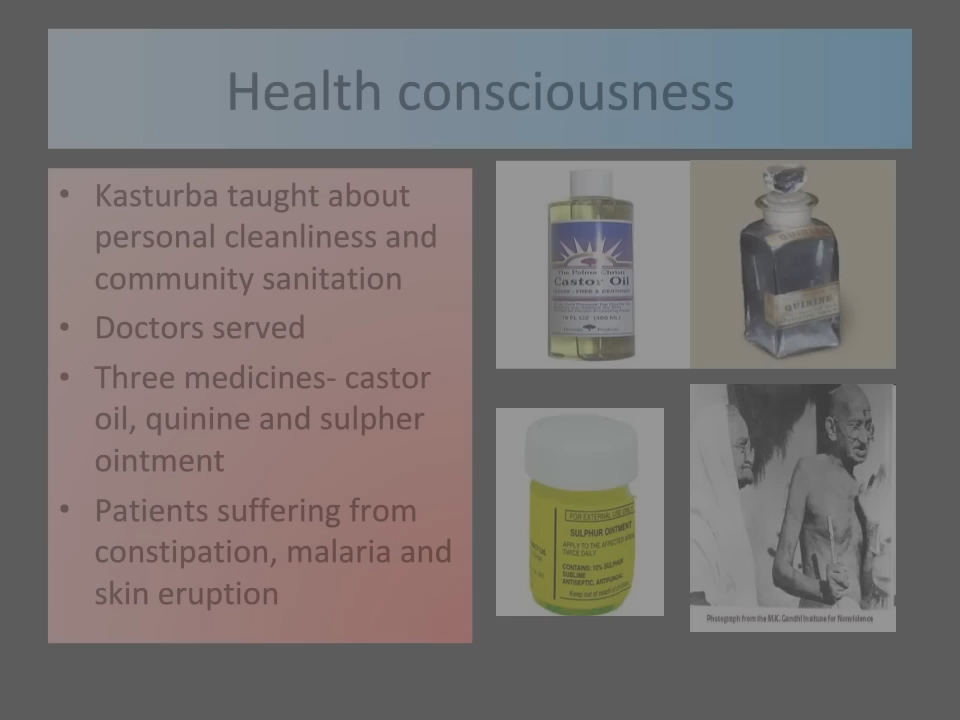 Health consciousness
• Kasturba taught about
personal cleanliness and
community sanitation
• Doctors served
• Three medicines- castor
oil, quinine and sulpher
ointment
• Patients suffering from
constipation, malaria and
skin eruption
Castor Oil
QUININE
FOR EXTERNAL USE ONLY
SULPHUR OINTMENT
APPLY TO THE AFFECTED
TWICE DAILY
CONTAINS: 10% SULPHUR
SUBLIME
ANTISEPTIC, ANTIFUNGAL
Keep out of reach of
Photograph from the M.K. Gandhi Institute for Nonviolence